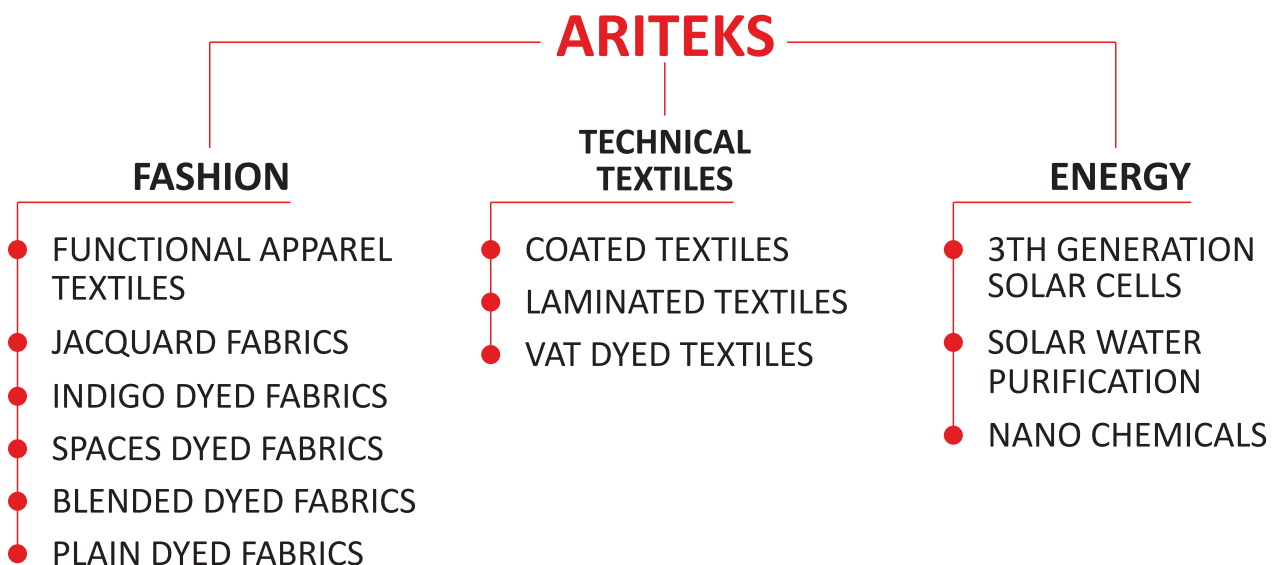 ARITEKS
FASHION
FUNCTIONAL APPAREL
TEXTILES
JACQUARD FABRICS
INDIGO DYED FABRICS
SPACES DYED FABRICS
BLENDED DYED FABRICS
PLAIN DYED FABRICS
TECHNICAL
TEXTILES
COATED TEXTILES
LAMINATED TEXTILES
VAT DYED TEXTILES
ENERGY
3TH GENERATION
SOLAR CELLS
SOLAR WATER
PURIFICATION
NANO CHEMICALS